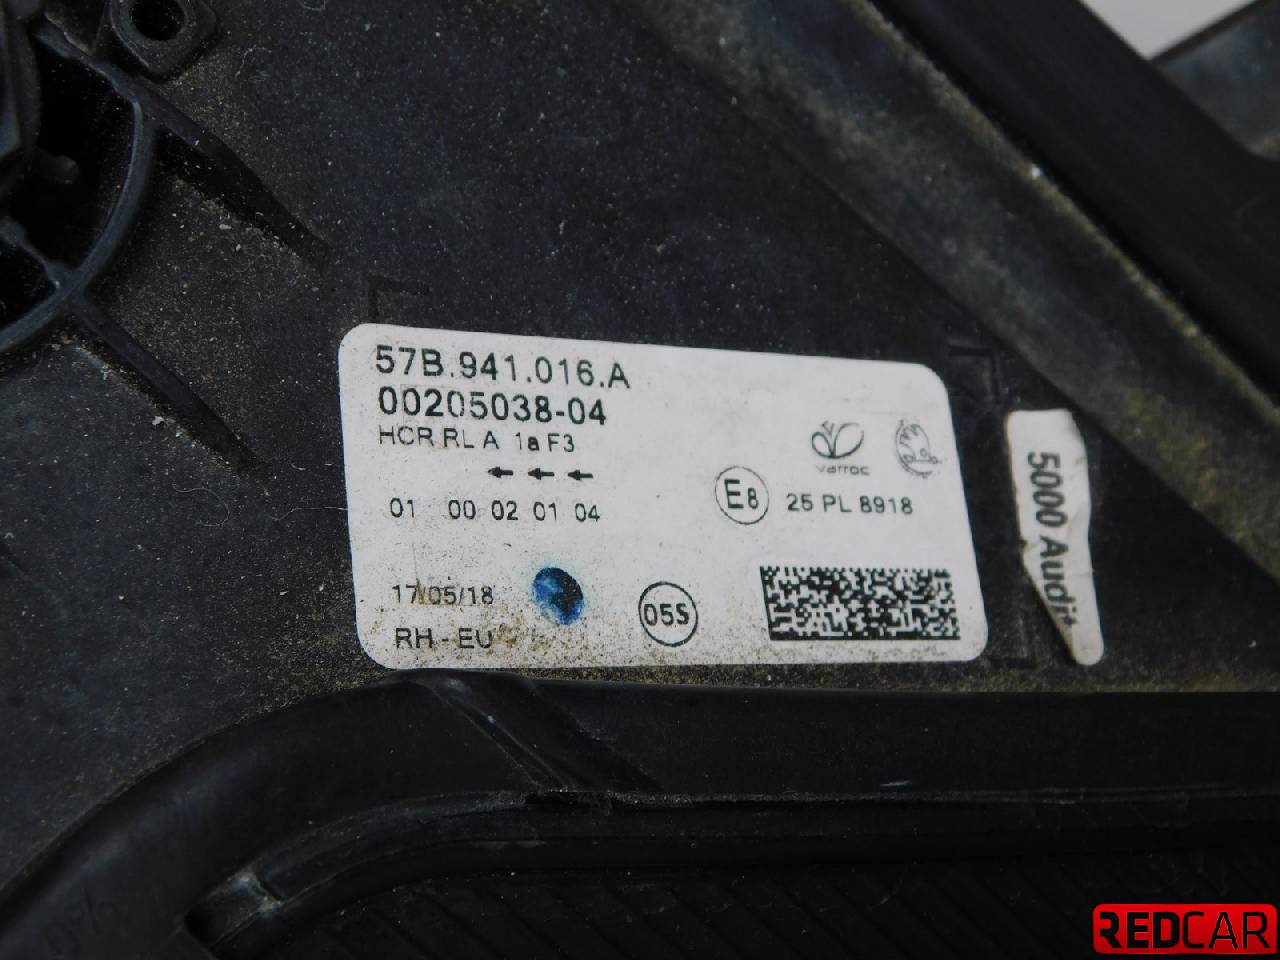 57B.941.016.A
00205038-04
HCR RL A 1a F3
01 00 02 01 04
E8
25 PL 8918
varroc
17/05/18
05S
RH - EU
5000 Audi+
REDCAR